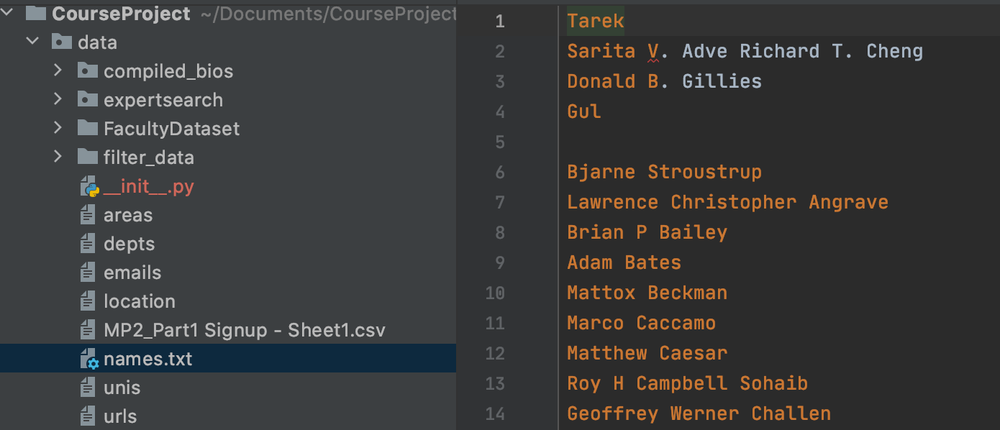 CourseProject ~/Documents/CourseProject
data
compiled_bios
expertsearch
FacultyDataset
filter_data
__init__.py
areas
depts
emails
location
MP2_Part1 Signup - Sheet1.csv
names.txt
unis
urls
1 Tarek
2 Sarita V. Adve Richard T. Cheng
3 Donald B. Gillies
4 Gul
5
6 Bjarne Stroustrup
7 Lawrence Christopher Angrave
8 Brian P Bailey
9 Adam Bates
10 Mattox Beckman
11 Marco Caccamo
12 Matthew Caesar
13 Roy H Campbell Sohaib
14 Geoffrey Werner Challen